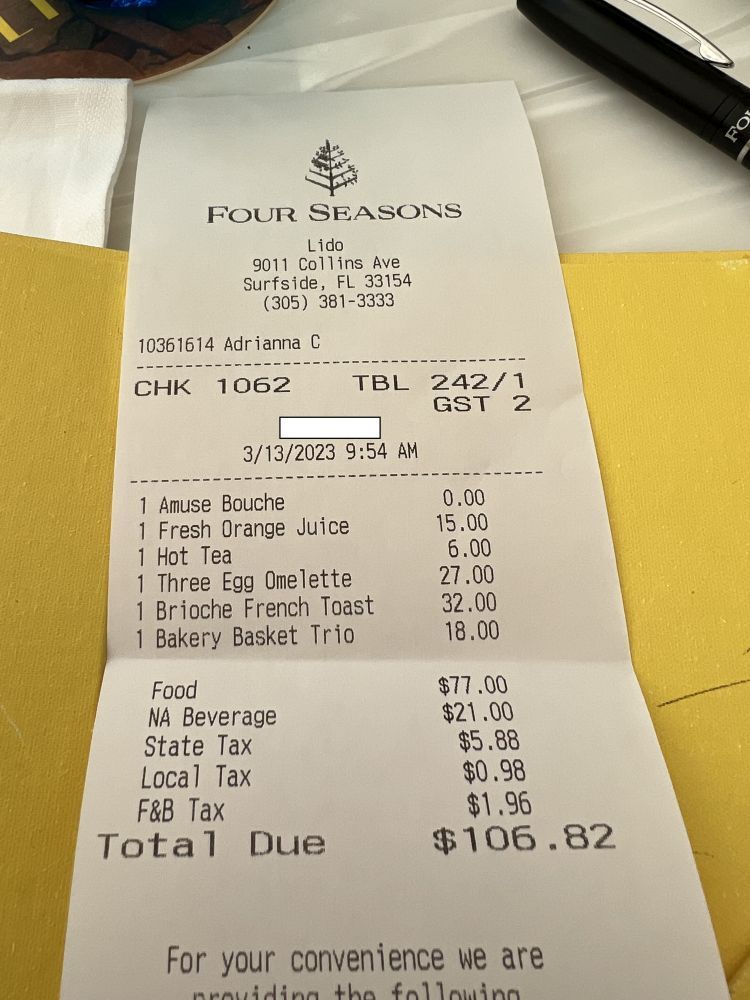 FOUR SEASONS
Lido
9011 Collins Ave
Surfside, FL 33154
(305) 381-3333
10361614 Adrianna C
CHK 1062 TBL 242/1
GST 2
3/13/2023 9:54 AM
1 Amuse Bouche 0.00
1 Fresh Orange Juice 15.00
1 Hot Tea 6.00
1 Three Egg Omelette 27.00
1 Brioche French Toast 32.00
1 Bakery Basket Trio 18.00
Food $77.00
NA Beverage $21.00
State Tax $5.88
Local Tax $0.98
F&B Tax $1.96
Total Due $106.82
For your convenience we are
providing the following